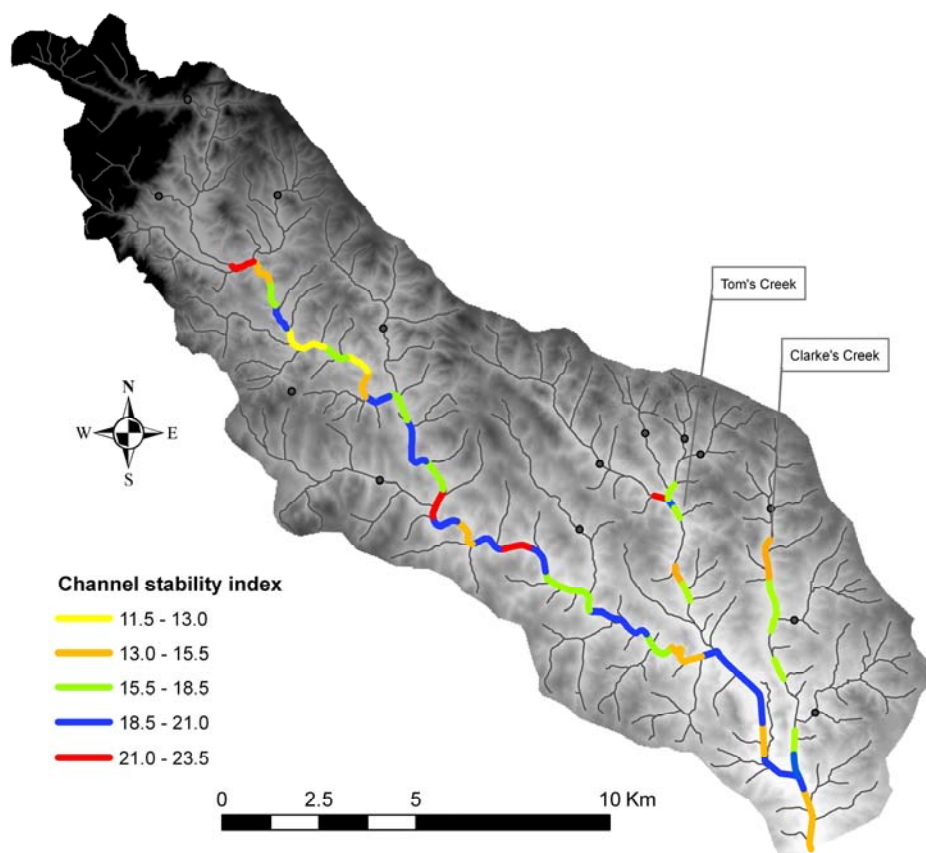 Tom's Creek
Clarke's Creek
N
W E
S
Channel stability index
11.5 - 13.0
13.0 - 15.5
15.5 - 18.5
18.5 - 21.0
21.0 - 23.5
0 2.5 5 10 Km